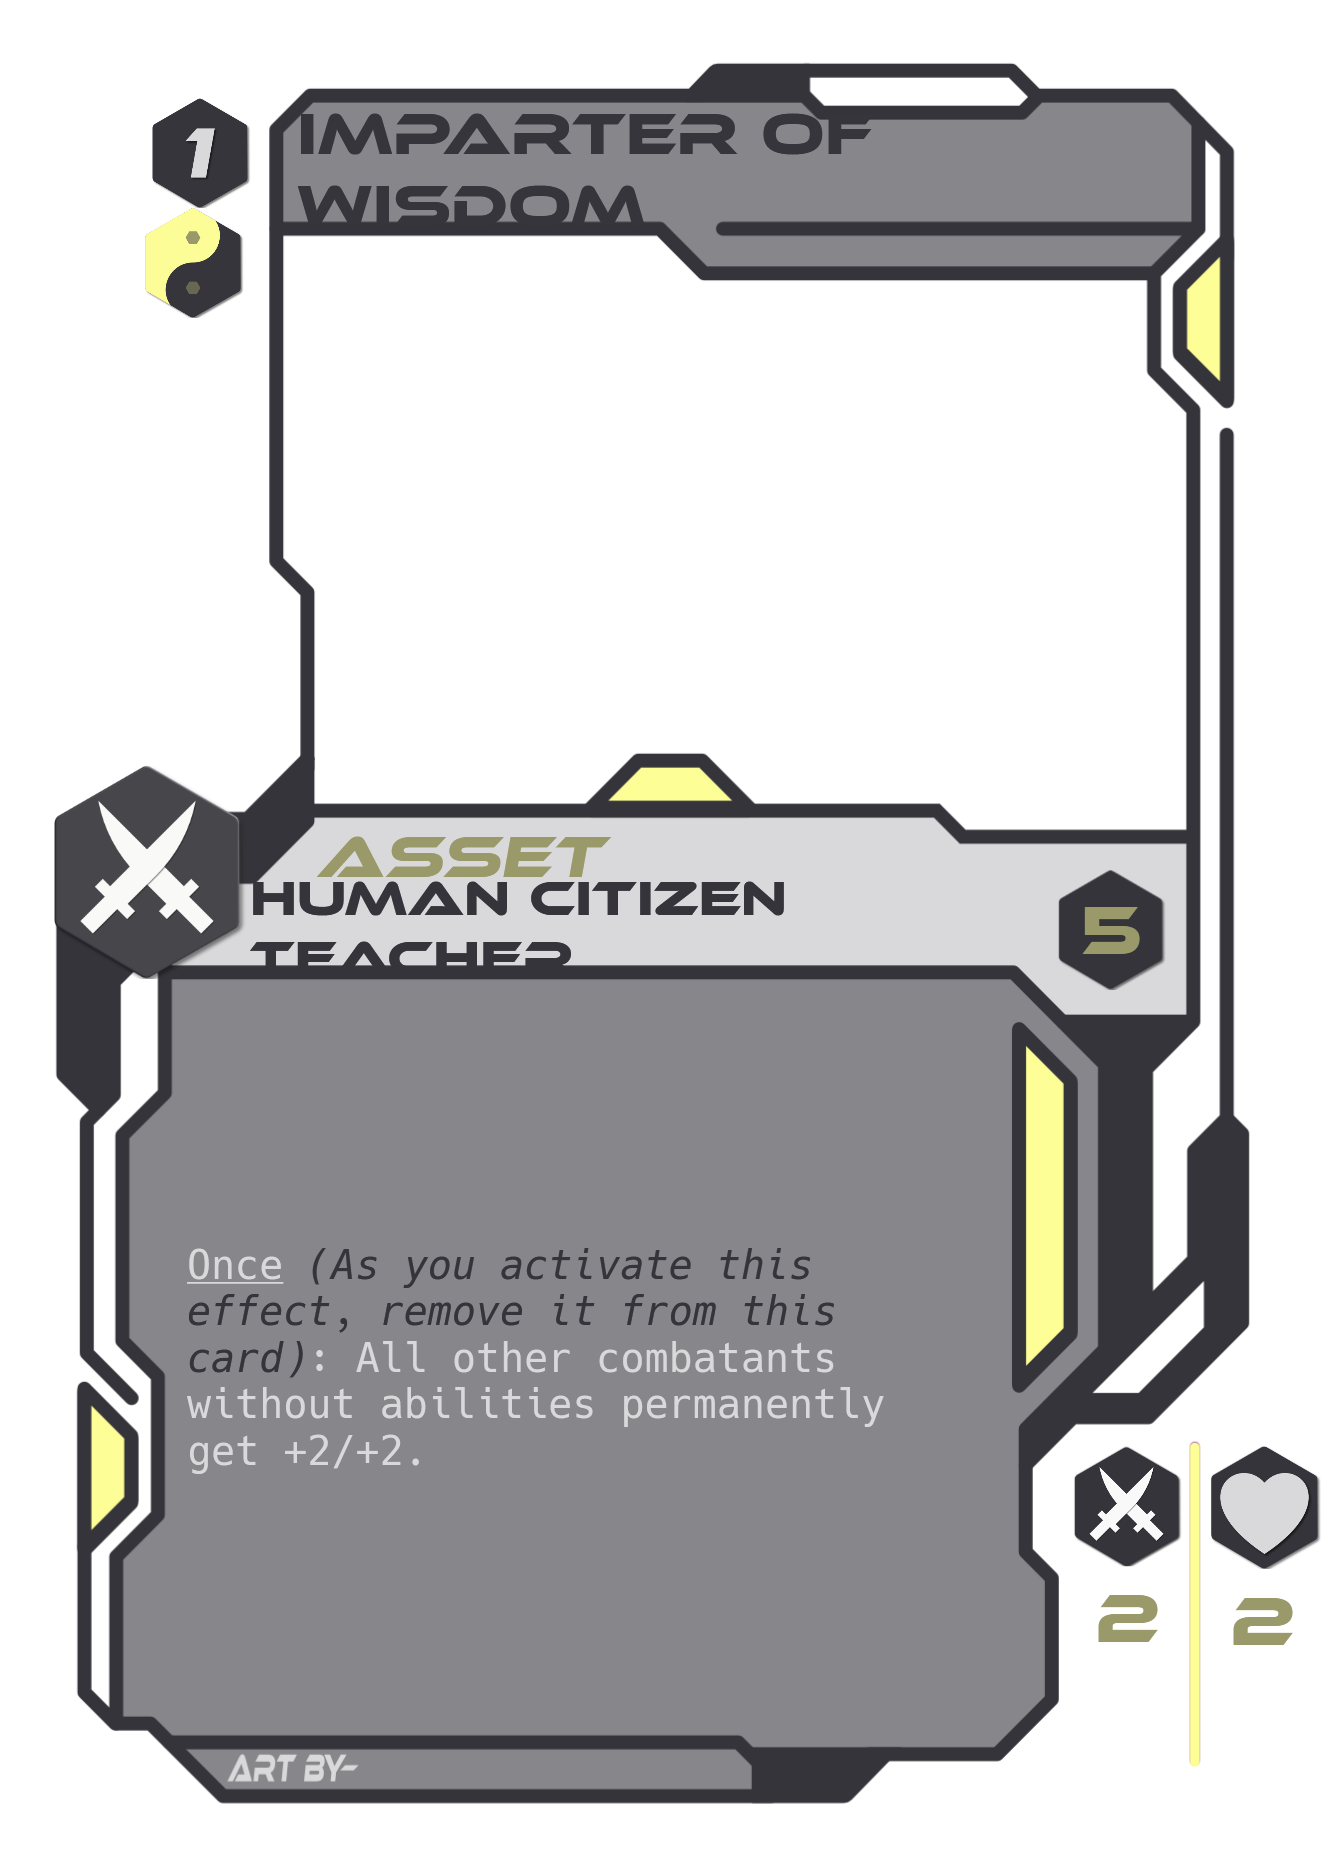 1
IMPARTER OF
WISDOM
ASSET
HUMAN CITIZEN
TEACHER
5
Once (As you activate this
effect, remove it from this
card): All other combatants
without abilities permanently
get +2/+2.
2
2
ART BY-